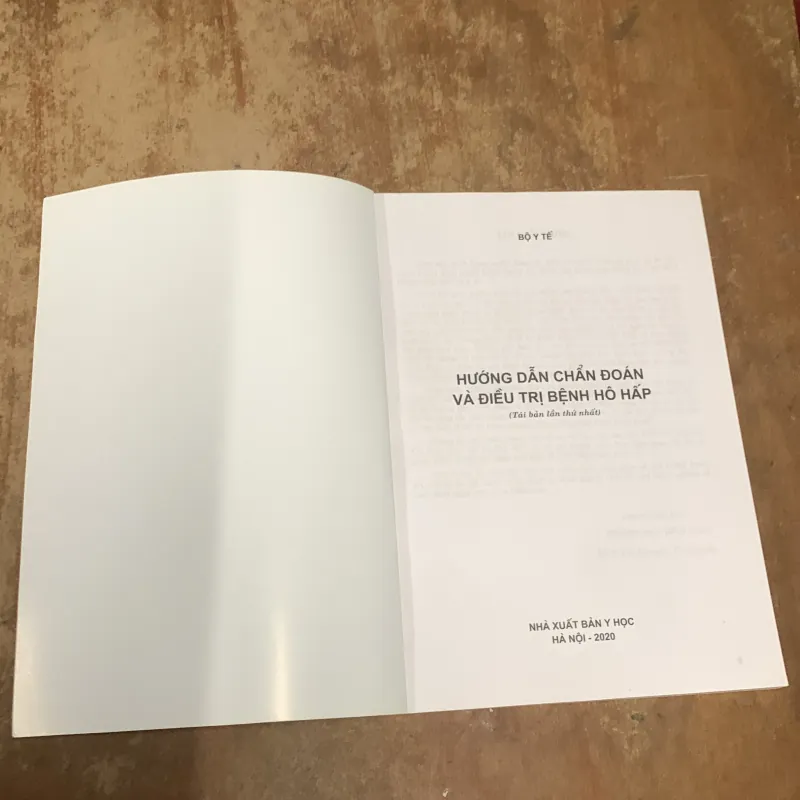 BỘ Y TẾ
HƯỚNG DẪN CHẨN ĐOÁN
VÀ ĐIỀU TRỊ BỆNH HÔ HẤP
(Tái bản lần thứ nhất)
NHÀ XUẤT BẢN Y HỌC
HÀ NỘI - 2020